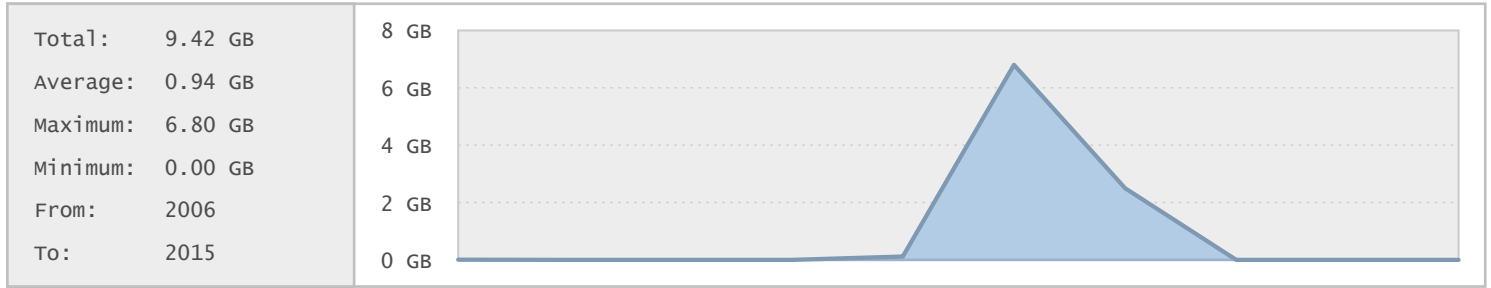 Total: 9.42 GB
Average: 0.94 GB
Maximum: 6.80 GB
Minimum: 0.00 GB
From: 2006
To: 2015
8 GB
6 GB
4 GB
2 GB
0 GB